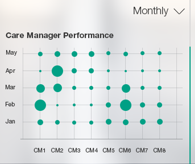 Monthly
Care Manager Performance
May
Apr
Mar
Feb
Jan
CM1 CM2 CM3 CM4 CM5 CM6 CM7 CM8